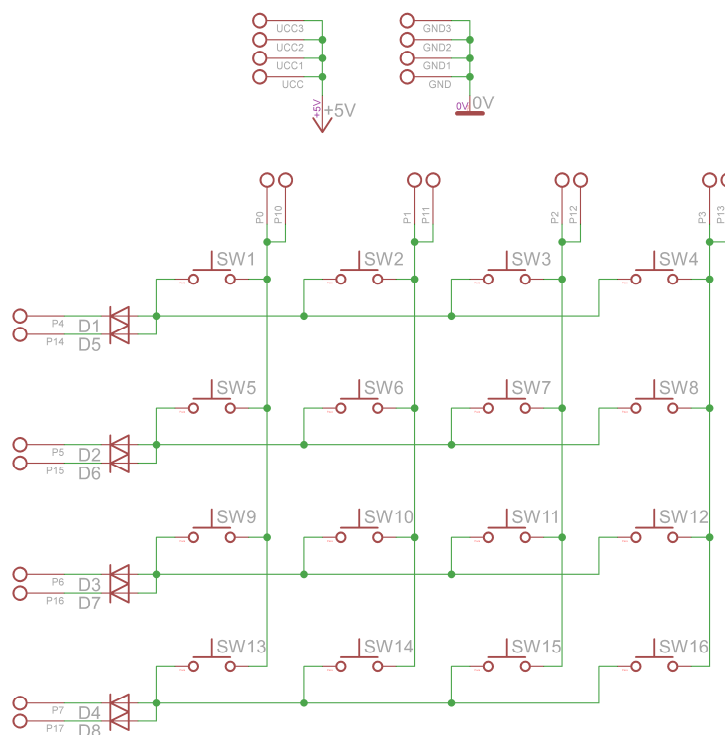 UCC3
UCC2
UCC1
UCC
+5V
+5V
GND3
GND2
GND1
GND
0V
0V
P0
P10
P1
P11
P2
P12
P3
P13
SW1
SW2
SW3
SW4
P4
D1
P14
D5
SW5
SW6
SW7
SW8
P5
D2
P15
D6
SW9
SW10
SW11
SW12
P6
D3
P16
D7
SW13
SW14
SW15
SW16
P7
D4
P17
D8